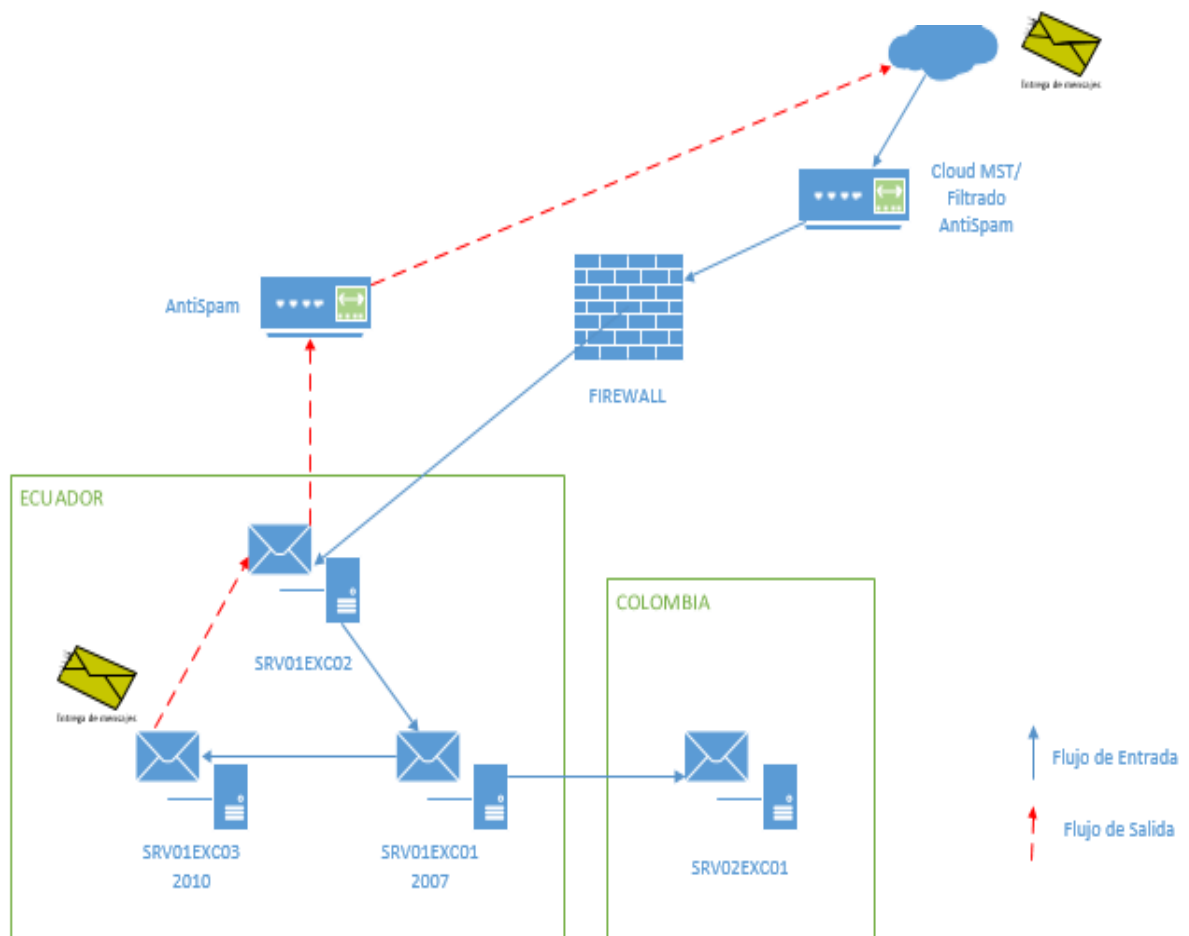 Entrega de mensajes
Cloud MST/
Filtrado
AntiSpam
AntiSpam
FIREWALL
ECUADOR
COLOMBIA
SRV01EXC02
Entrega de mensajes
SRV01EXC03
2010
SRV01EXC01
2007
SRV02EXC01
Flujo de Entrada
Flujo de Salida